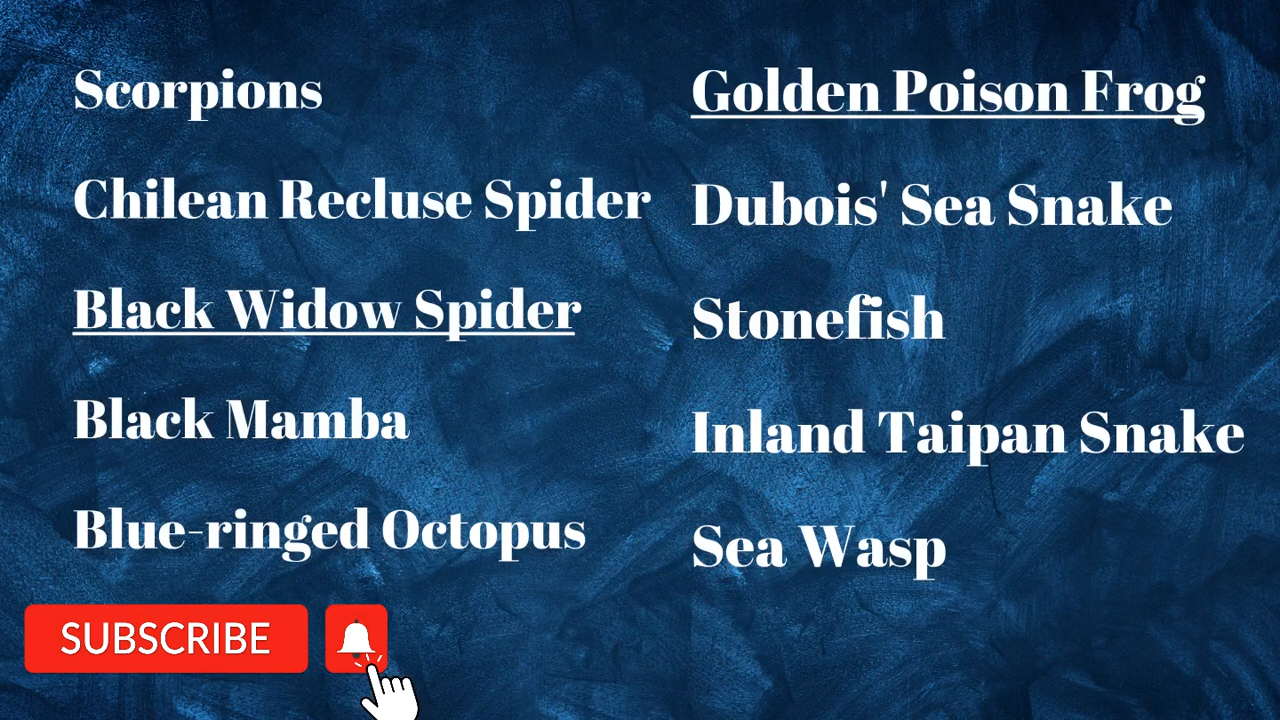 Scorpions
Chilean Recluse Spider
Black Widow Spider
Black Mamba
Blue-ringed Octopus
Golden Poison Frog
Dubois' Sea Snake
Stonefish
Inland Taipan Snake
Sea Wasp
SUBSCRIBE